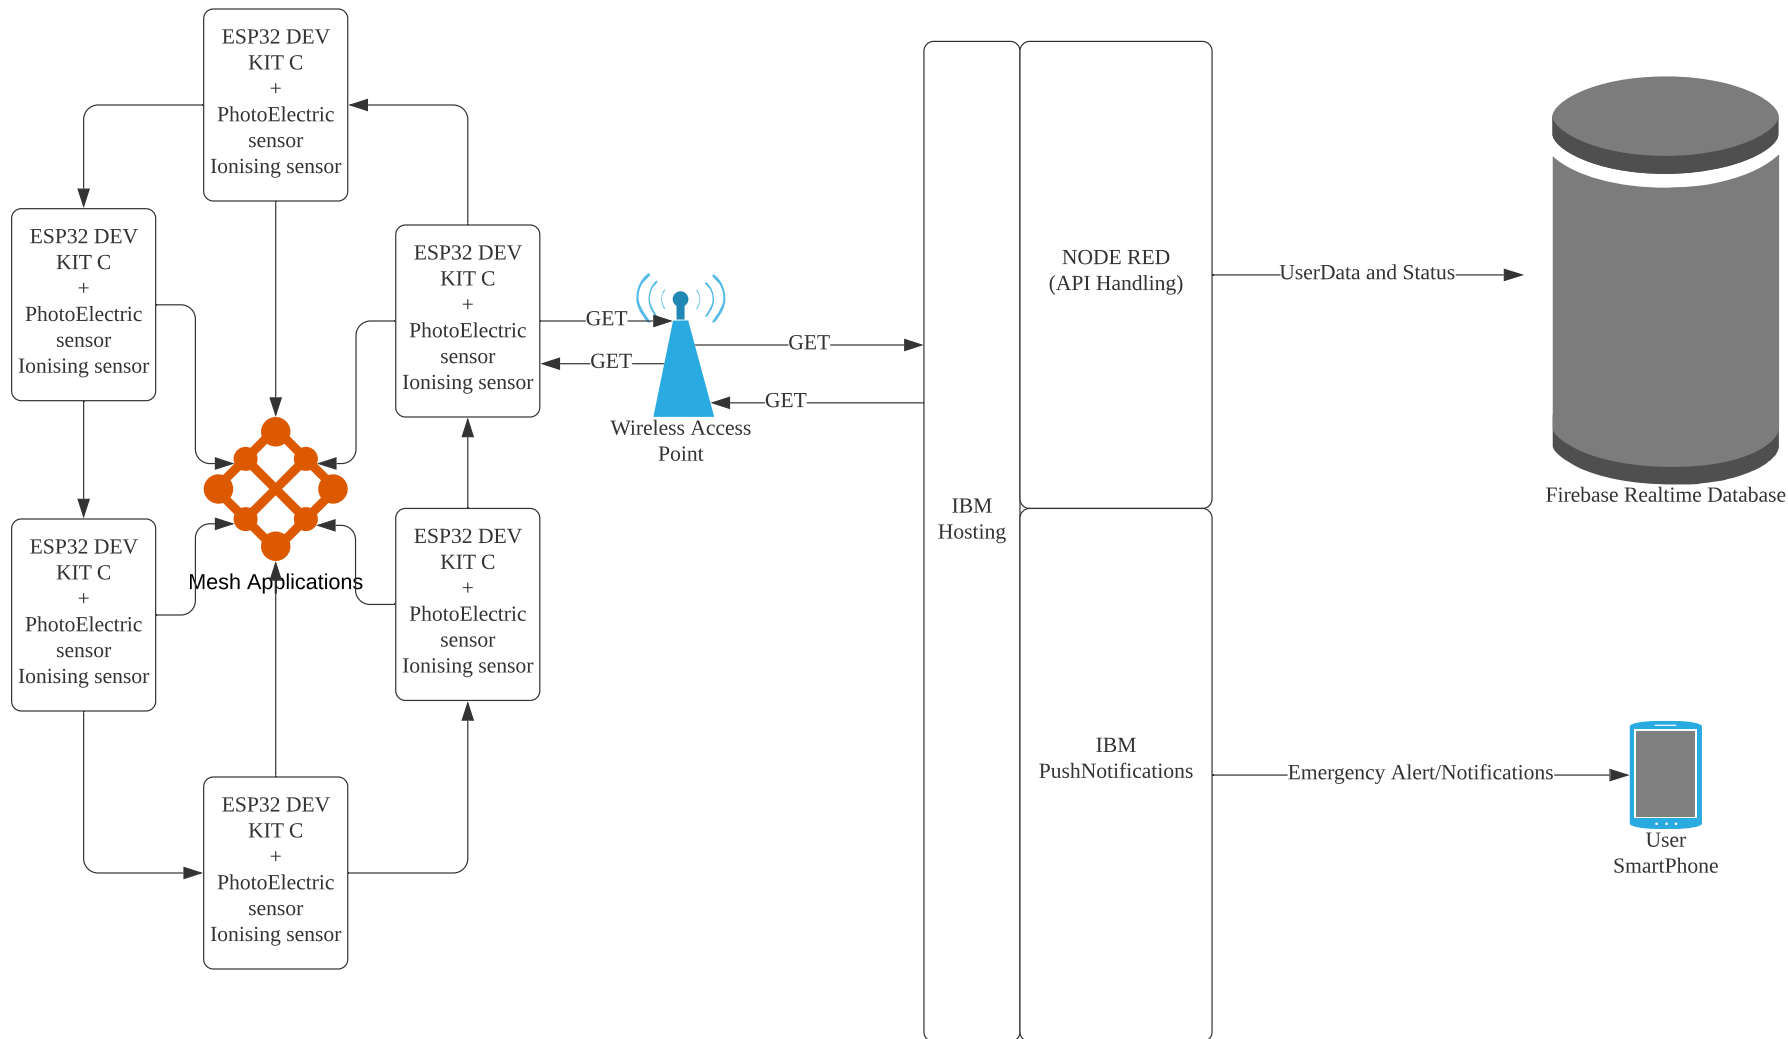 ESP32 DEV
KIT C
+
PhotoElectric
sensor
Ionising sensor
ESP32 DEV
KIT C
+
PhotoElectric
sensor
Ionising sensor
ESP32 DEV
KIT C
+
PhotoElectric
sensor
Ionising sensor
GET
GET
Wireless Access
Point
GET
GET
Mesh Applications
ESP32 DEV
KIT C
+
PhotoElectric
sensor
Ionising sensor
ESP32 DEV
KIT C
+
PhotoElectric
sensor
Ionising sensor
ESP32 DEV
KIT C
+
PhotoElectric
sensor
Ionising sensor
IBM
Hosting
NODE RED
(API Handling)
UserData and Status
Firebase Realtime Database
IBM
PushNotifications
Emergency Alert/Notifications
User
SmartPhone